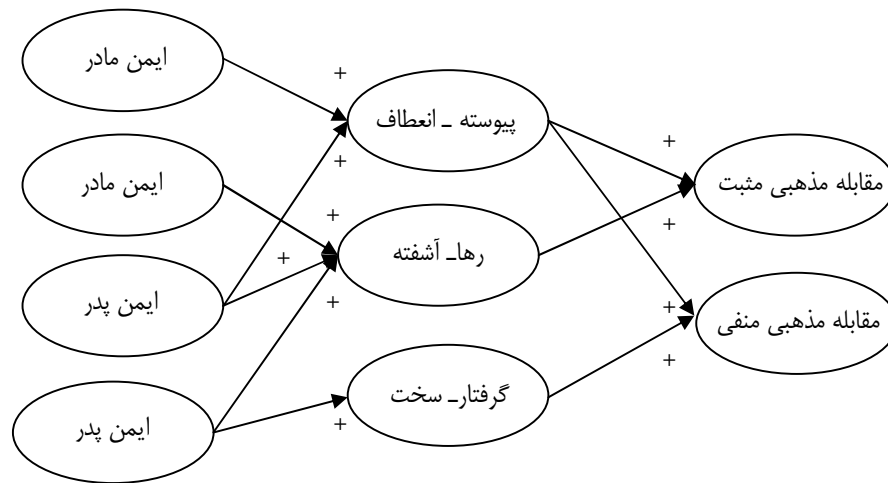 ایمن مادر
ایمن مادر
ایمن پدر
ایمن پدر
پیوسته ـ انعطاف
رهاـ آشفته
گرفتارـ سخت
مقابله مذهبی مثبت
مقابله مذهبی منفی
+
+
+
+
+
+
+
+
+
+